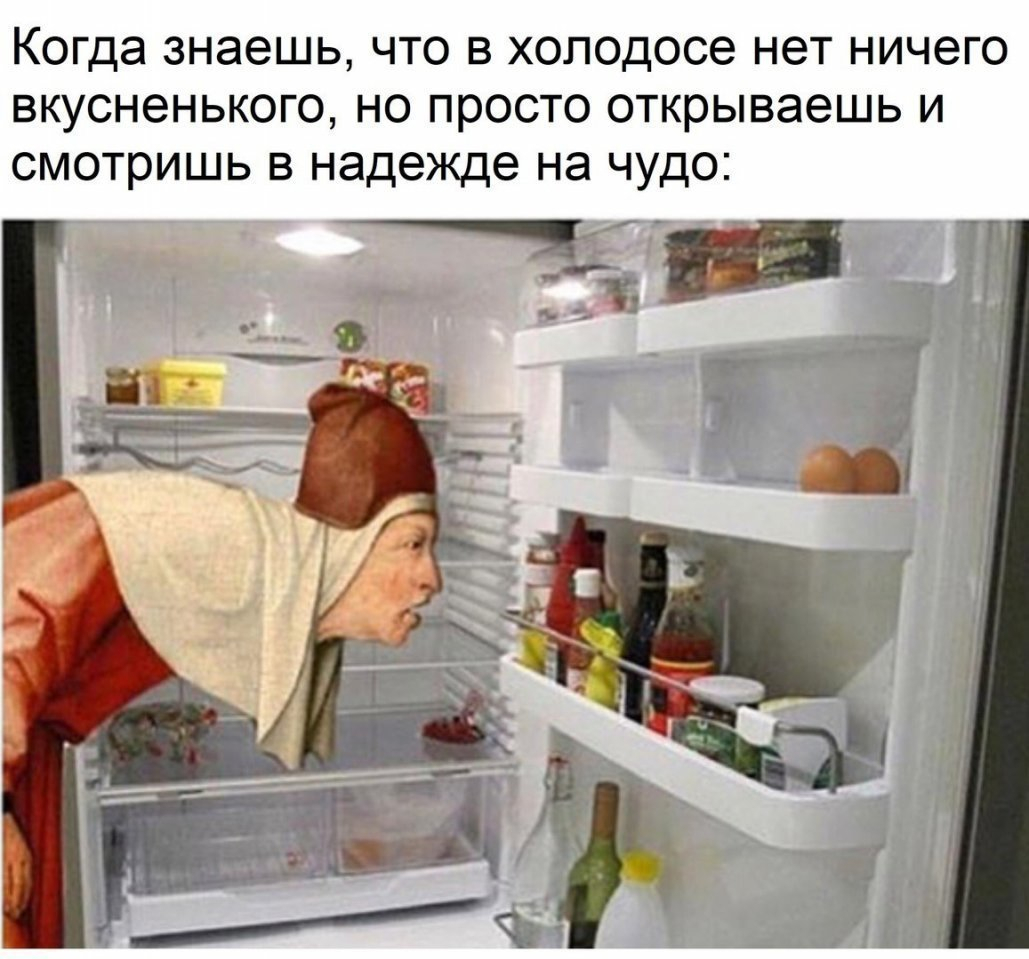 Когда знаешь, что в холодосе нет ничего
вкусненького, но просто открываешь и
смотришь в надежде на чудо: